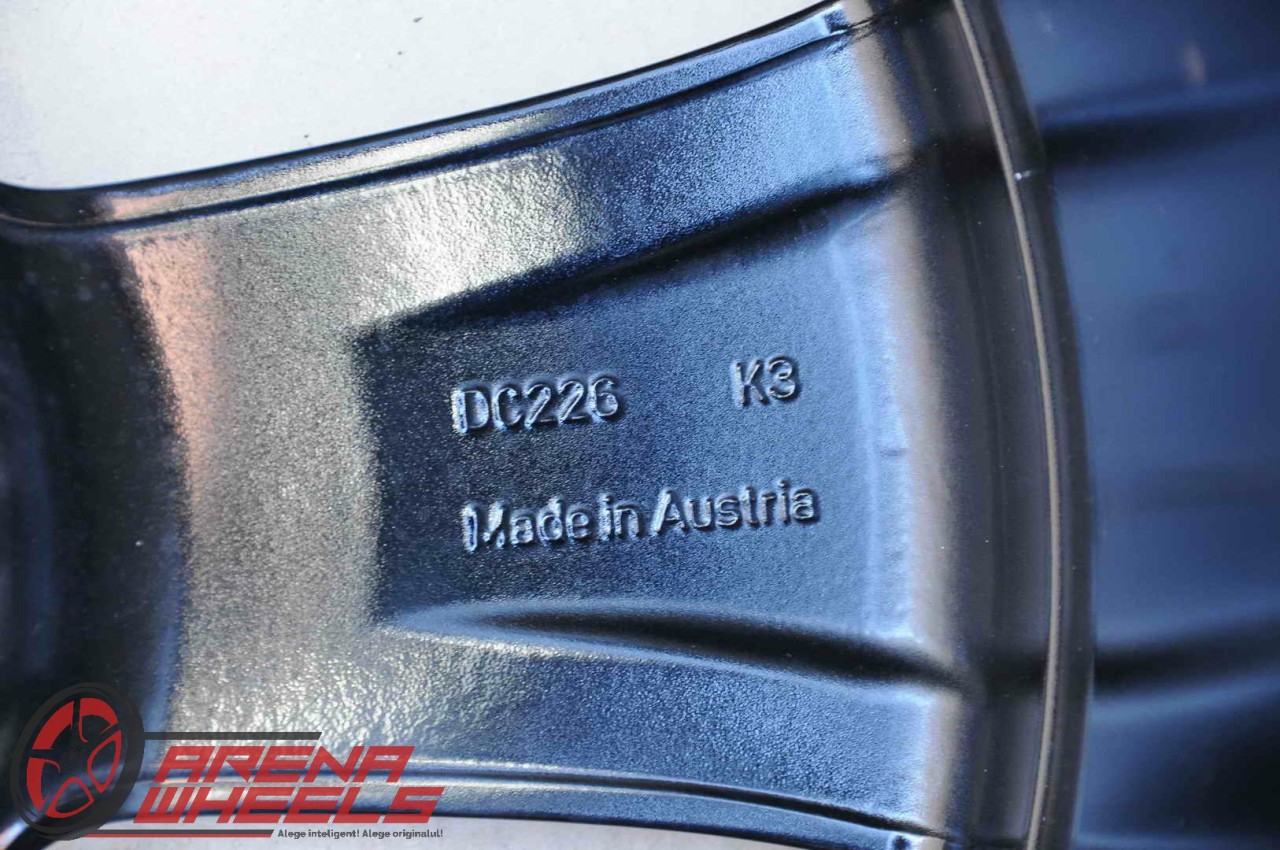 DC226 K3
Made in Austria
ARENA
WHEELS
Alege inteligent! Alege originalul!